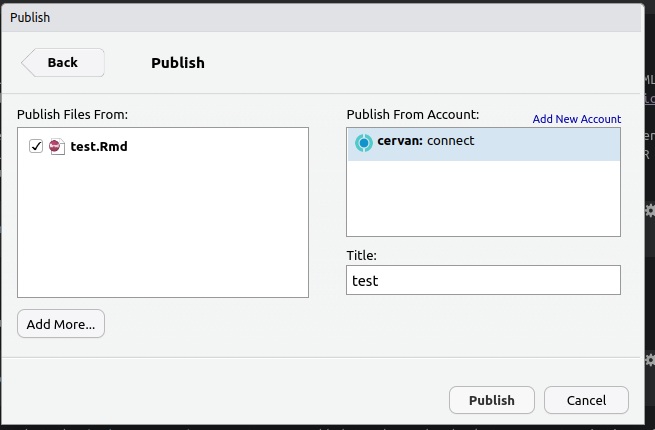 Publish
Back
Publish
Publish Files From:
Publish From Account:
Add New Account
test.Rmd
cervan: connect
Title:
test
Add More...
Publish
Cancel